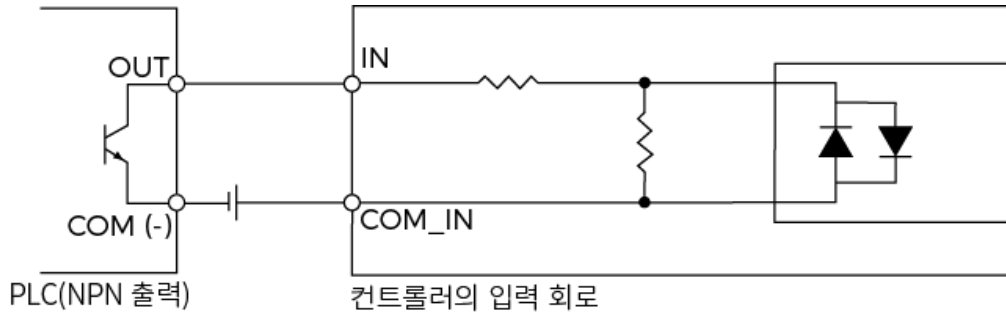 OUT
IN
COM (-)
COM_IN
PLC(NPN 출력)
컨트롤러의 입력 회로